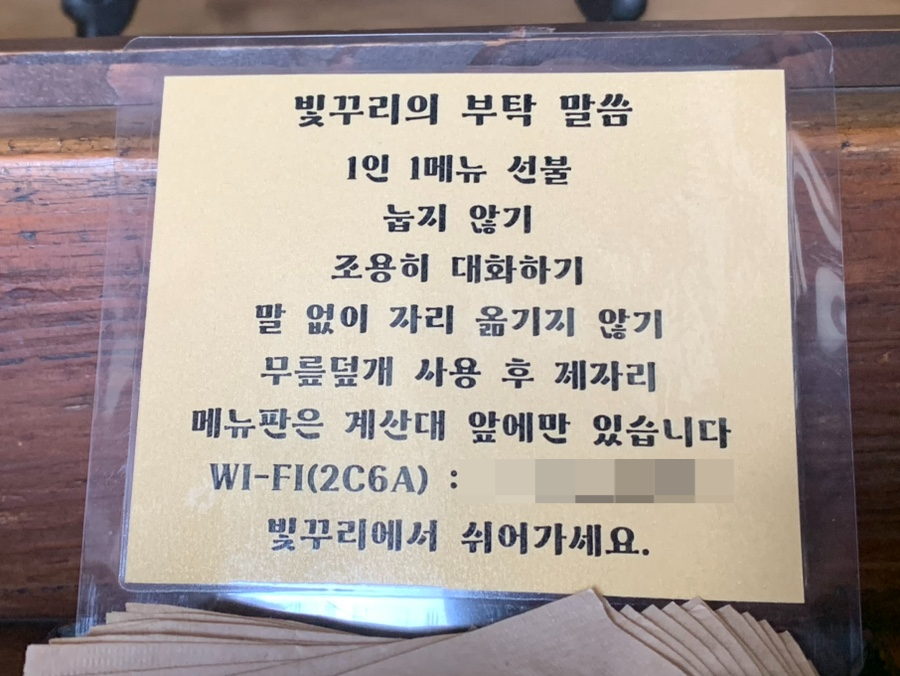 빛꾸리의 부탁 말씀
1인 1메뉴 선불
눕지 않기
조용히 대화하기
말 없이 자리 옮기지 않기
무릎덮개 사용 후 제자리
메뉴판은 계산대 앞에만 있습니다
WI-FI(2C6A) :
빛꾸리에서 쉬어가세요.